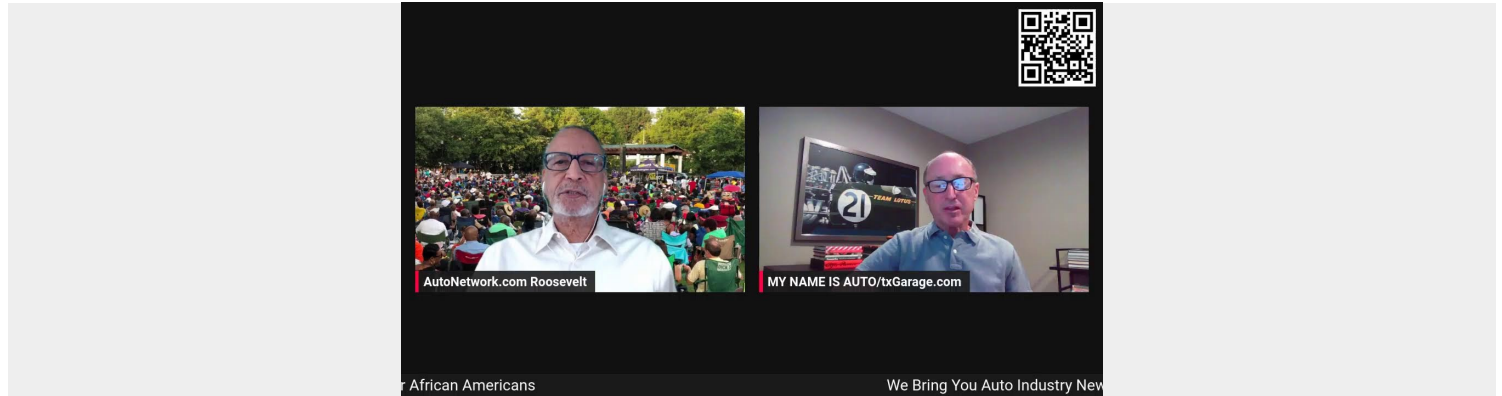 21 TEAM LOTUS
AutoNetwork.com Roosevelt
MY NAME IS AUTO/txGarage.com
r African Americans
We Bring You Auto Industry New